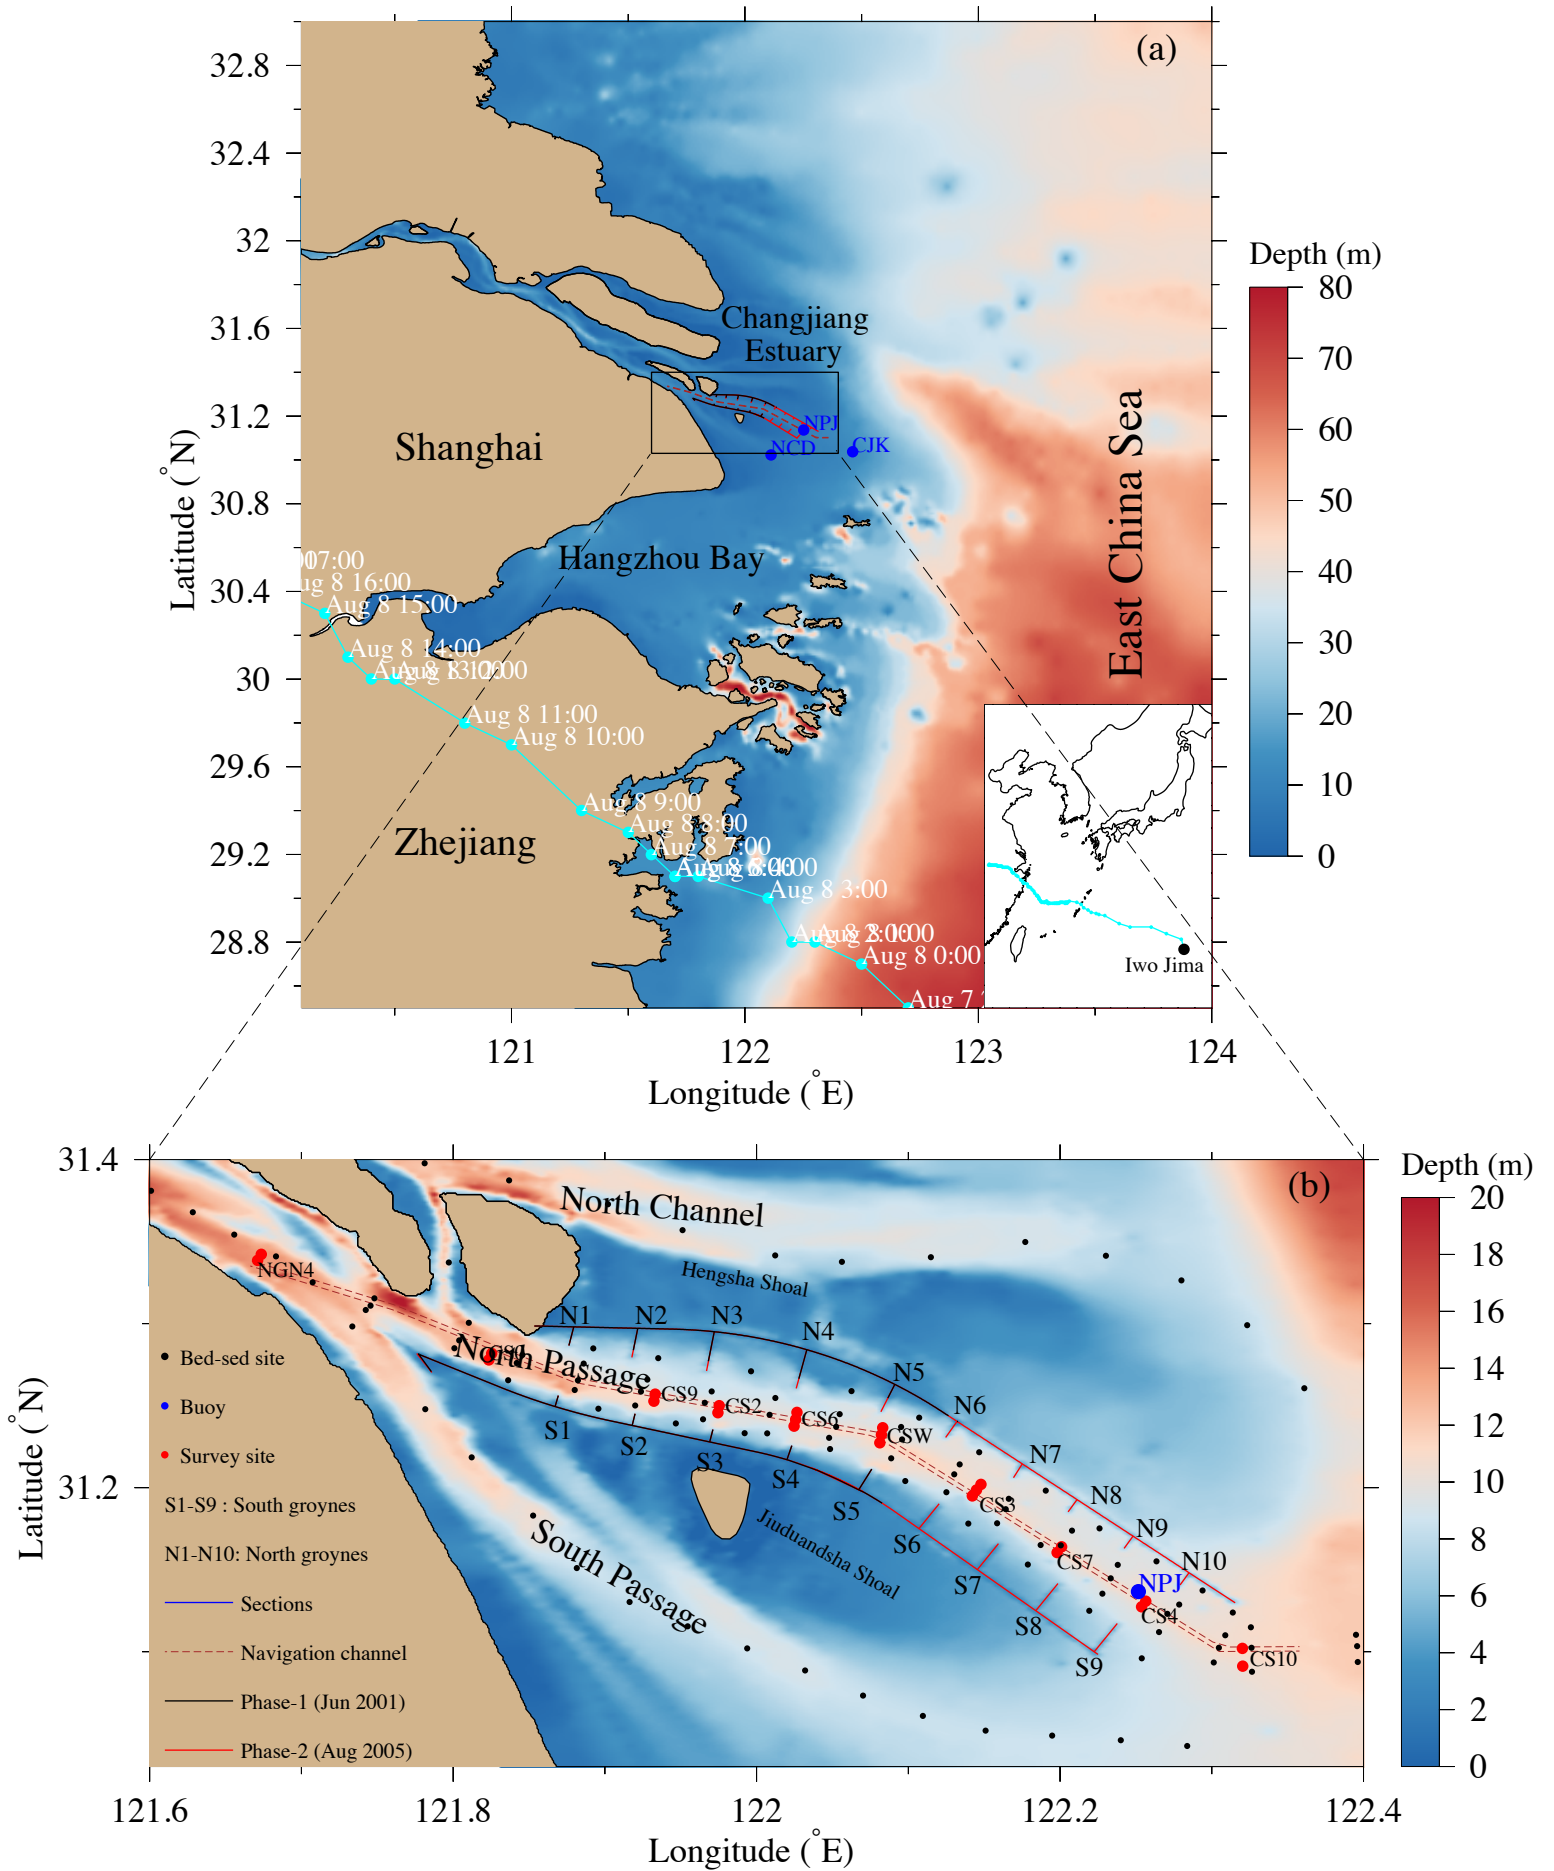 (a)
32.8
32.4
32
31.6
31.2
30.8
30.4
30
29.6
29.2
28.8
Latitude (°N)
Changjiang
Estuary
NPJ
NCD
CJK
Shanghai
Hangzhou Bay
East China Sea
Zhejiang
07:00
ug 8 16:00
Aug 8 15:00
Aug 8 14:00
Aug 8 11:00
Aug 8 10:00
Aug 8 9:00
Aug 8 8:00
Aug 8 7:00
Aug 8 3:00
Aug 8 0:00
Aug 7
Iwo Jima
121
122
123
124
Longitude (°E)
Depth (m)
80
70
60
50
40
30
20
10
0
(b)
31.4
31.2
Latitude (°N)
North Channel
Hengsha Shoal
NGN4
N1
N2
N3
N4
N5
N6
N7
N8
N9
N10
North Passage
CS9
CS2
CS6
CSW
CS3
CS7
NPJ
CS4
CS10
S1
S2
S3
S4
S5
S6
S7
S8
S9
Jiuduandsha Shoal
South Passage
Bed-sed site
Buoy
Survey site
S1-S9 : South groynes
N1-N10: North groynes
Sections
Navigation channel
Phase-1 (Jun 2001)
Phase-2 (Aug 2005)
121.6
121.8
122
122.2
122.4
Longitude (°E)
Depth (m)
20
18
16
14
12
10
8
6
4
2
0